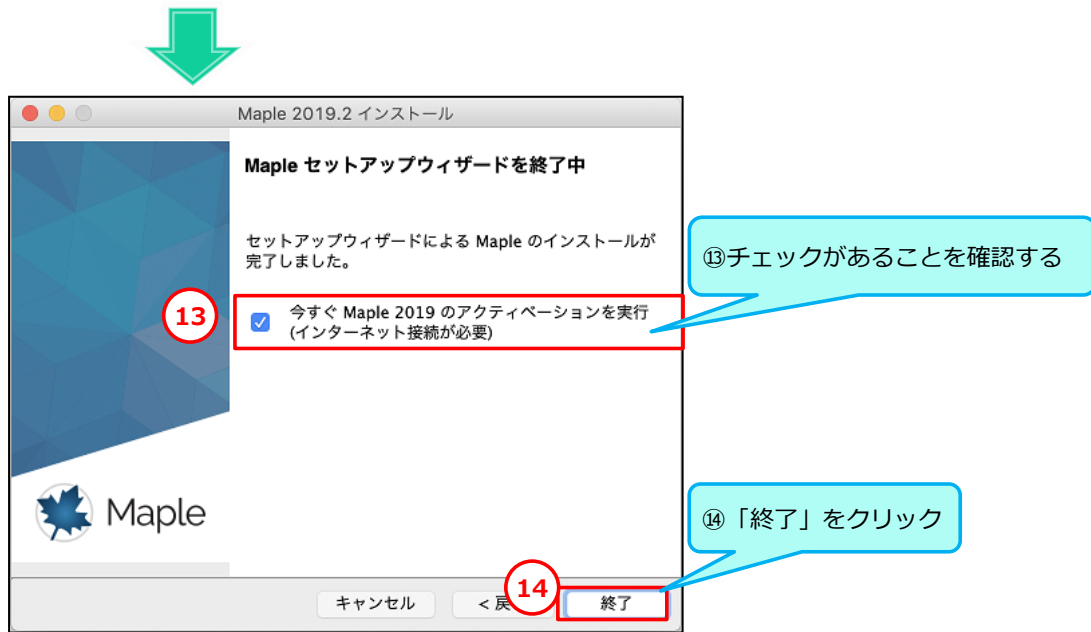 Maple 2019.2 インストール
Maple セットアップウィザードを終了中
セットアップウィザードによる Maple のインストールが
完了しました。
⑬チェックがあることを確認する
13
今すぐ Maple 2019 のアクティベーションを実行
(インターネット接続が必要)
Maple
⑭「終了」をクリック
キャンセル
< 戻
14
終了